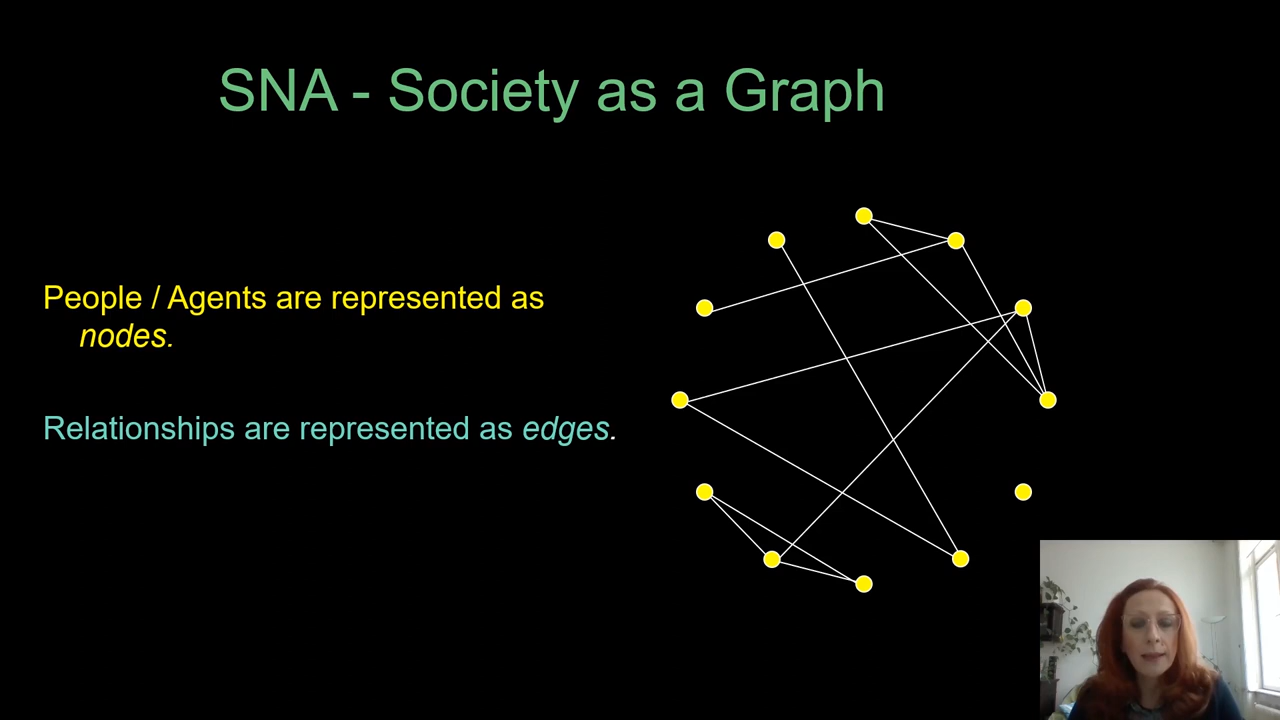 SNA - Society as a Graph
People / Agents are represented as
nodes.
Relationships are represented as edges.